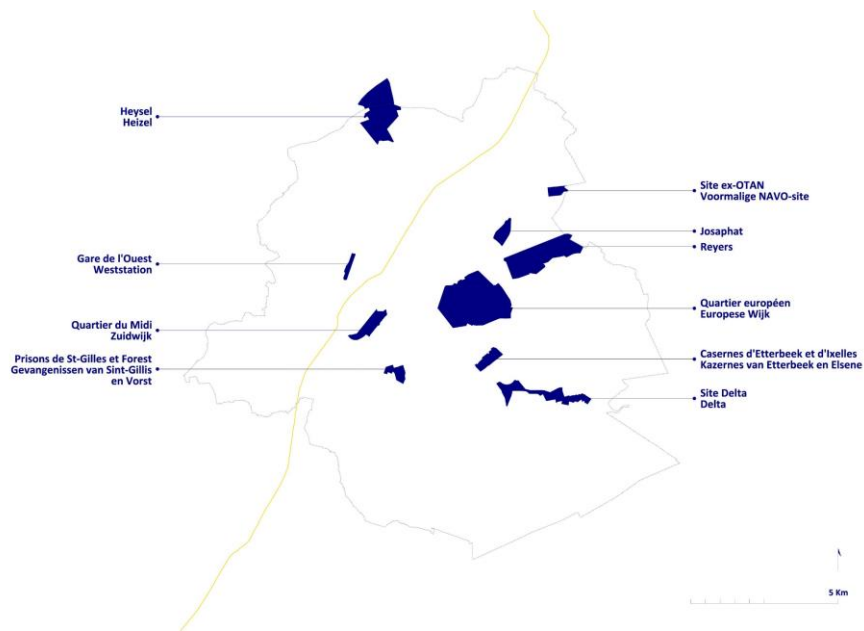 Heysel
Heizel
Gare de l'Ouest
Weststation
Quartier du Midi
Zuidwijk
Prisons de St-Gilles et Forest
Gevangenissen van Sint-Gillis
en Vorst
Site ex-OTAN
Voormalige NAVO-site
Josaphat
Reyers
Quartier européen
Europese Wijk
Casernes d'Etterbeek et d'Ixelles
Kazernes van Etterbeek en Elsene
Site Delta
Delta
5 Km